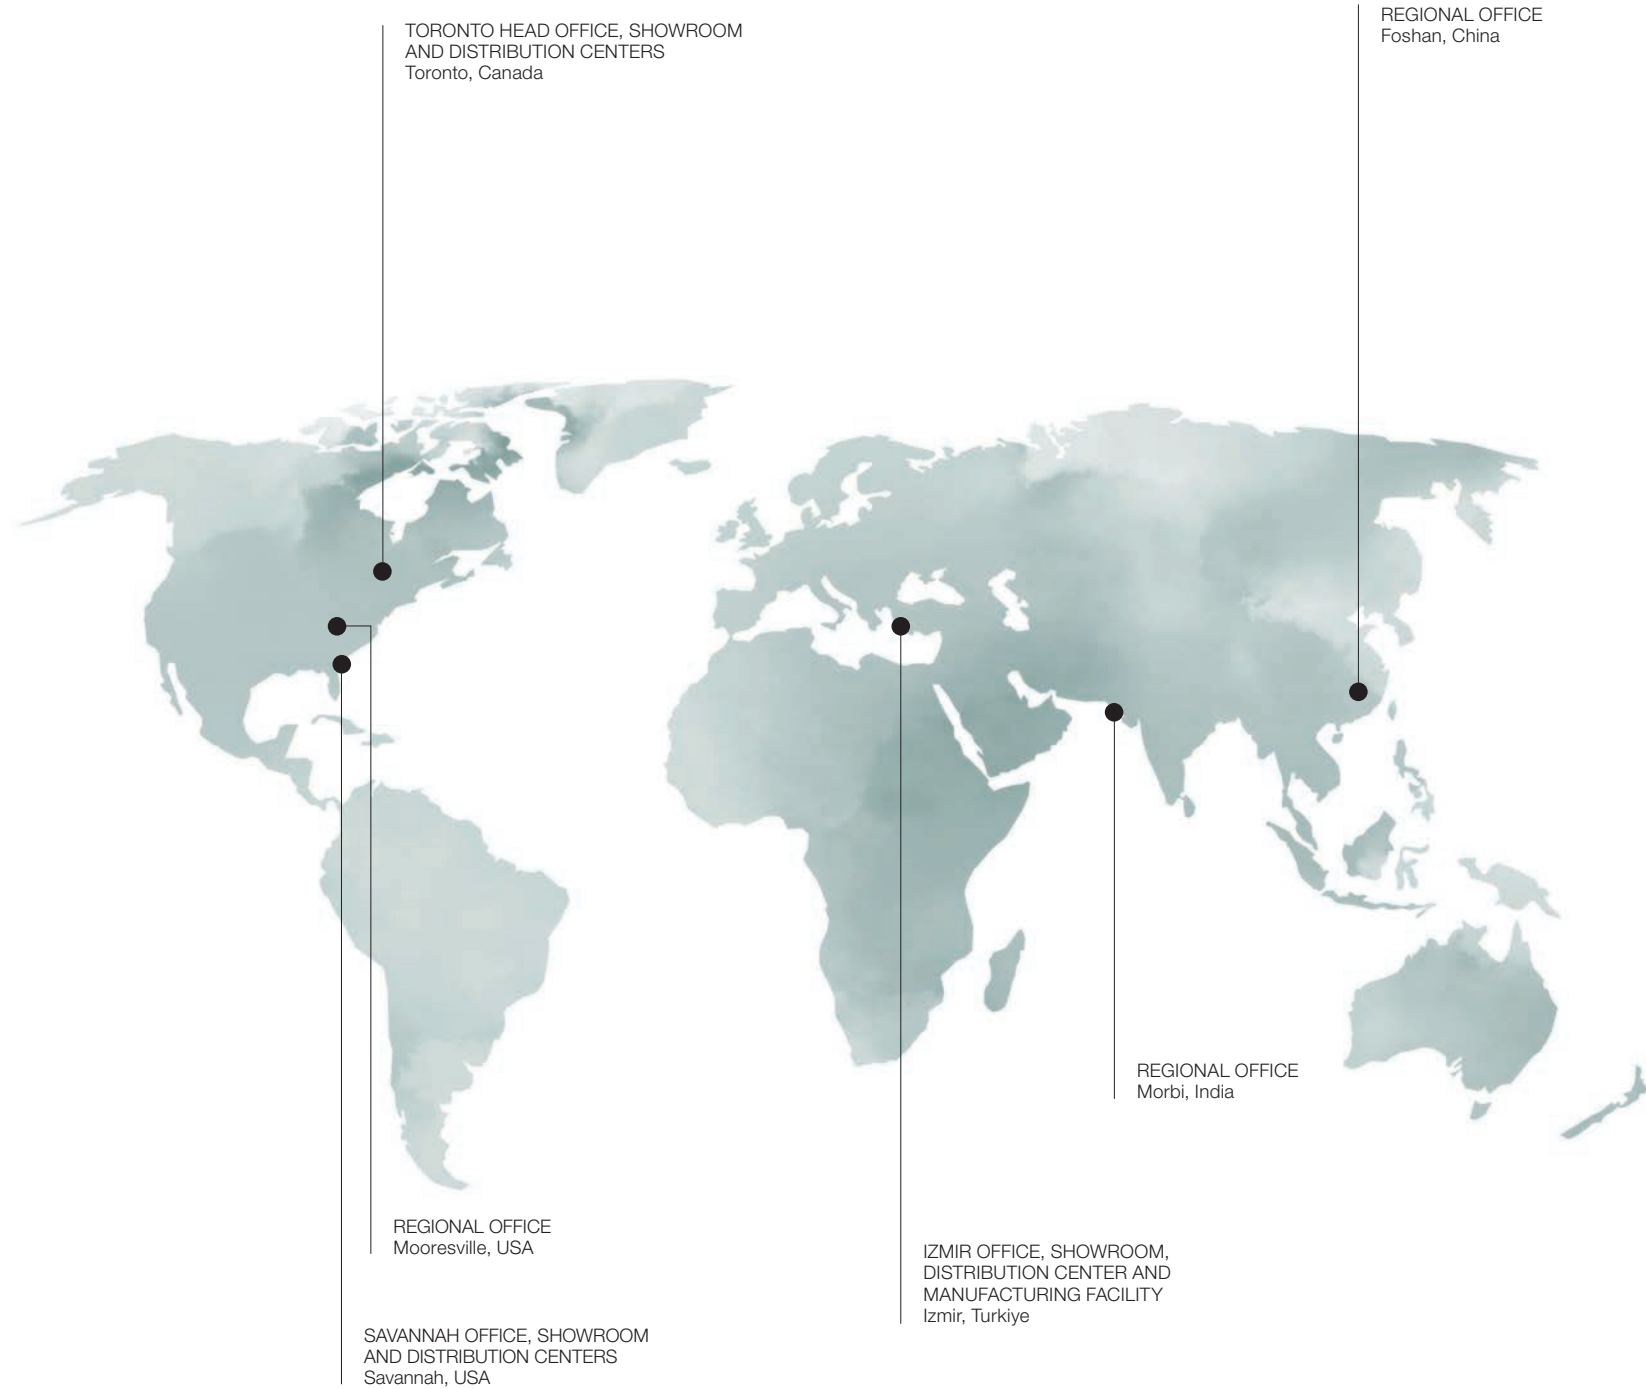 TORONTO HEAD OFFICE, SHOWROOM
AND DISTRIBUTION CENTERS
Toronto, Canada
REGIONAL OFFICE
Foshan, China
REGIONAL OFFICE
Morbi, India
REGIONAL OFFICE
Mooresville, USA
IZMIR OFFICE, SHOWROOM,
DISTRIBUTION CENTER AND
MANUFACTURING FACILITY
Izmir, Turkiye
SAVANNAH OFFICE, SHOWROOM
AND DISTRIBUTION CENTERS
Savannah, USA